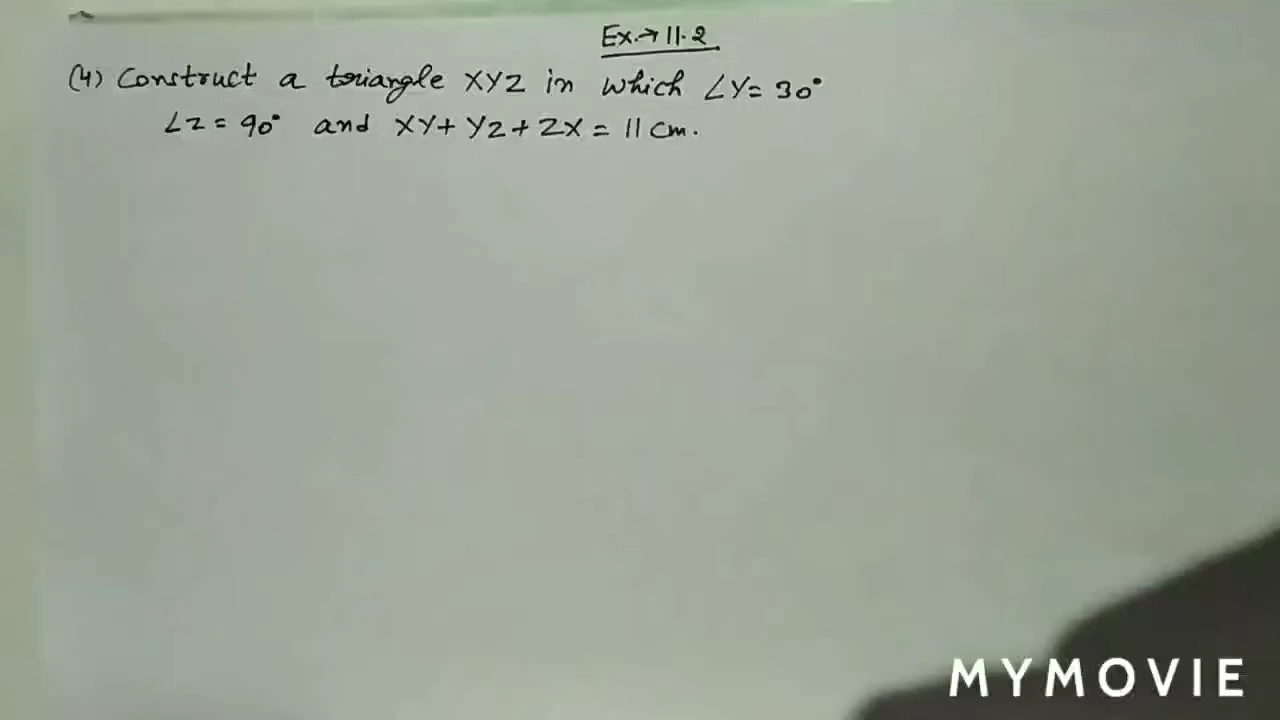 Ex.→ 11.2
(4) Construct a triangle XYZ in which ∠Y= 30°
∠Z = 90° and XY+ YZ + ZX = 11 cm.
MYMOVIE